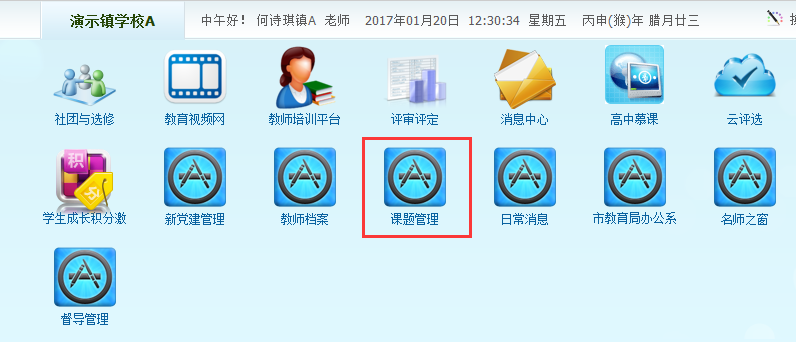 演示镇学校A 中午好! 何诗琪镇A 老师 2017年01月20日 12:30:34 星期五 丙申(猴)年 腊月廿三
社团与选修 教育视频网 教师培训平台 评审评定 消息中心 高中慕课 云评选
积 分
学生成长积分激 新党建管理 教师档案 课题管理 日常消息 市教育局办公系 名师之窗
督导管理